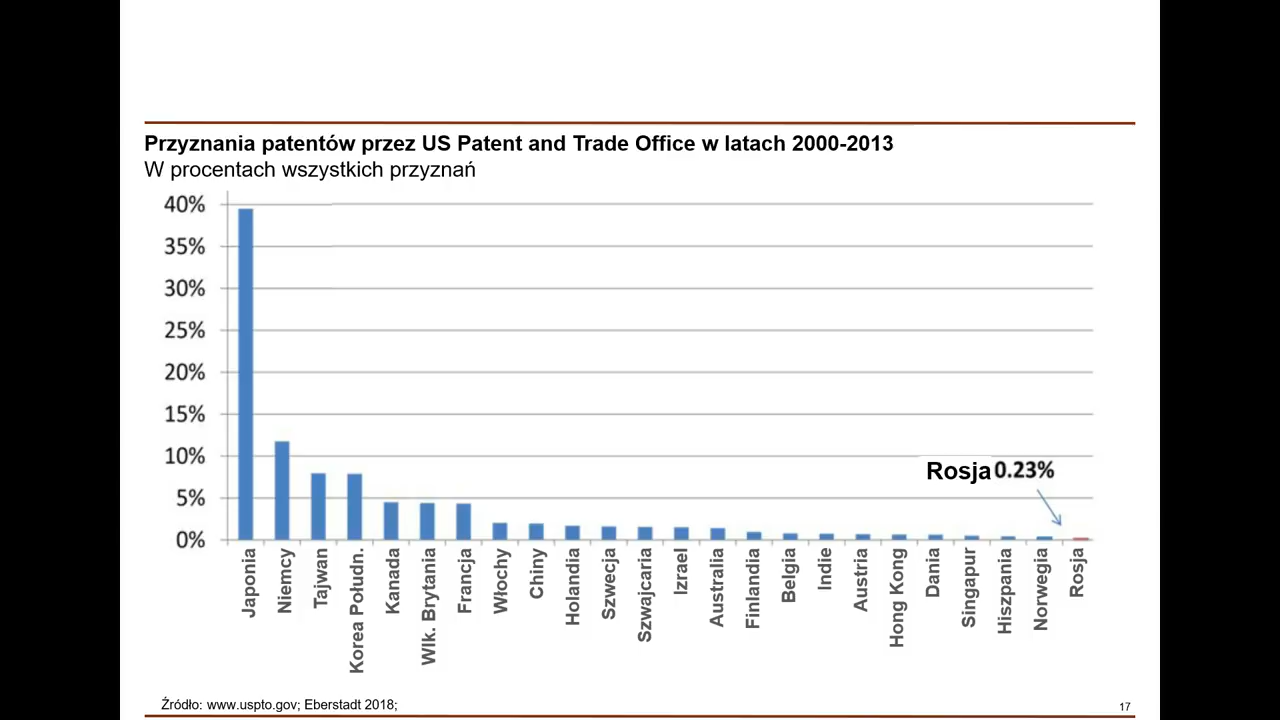 Przyznania patentów przez US Patent and Trade Office w latach 2000-2013
W procentach wszystkich przyznań
40%
35%
30%
25%
20%
15%
10%
5%
0%
Rosja 0.23%
Japonia
Niemcy
Tajwan
Korea Połudn.
Kanada
Wlk. Brytania
Francja
Włochy
Chiny
Holandia
Szwecja
Szwajcaria
Izrael
Australia
Finlandia
Belgia
Indie
Austria
Hong Kong
Dania
Singapur
Hiszpania
Norwegia
Rosja
Źródło: www.uspto.gov; Eberstadt 2018;
17